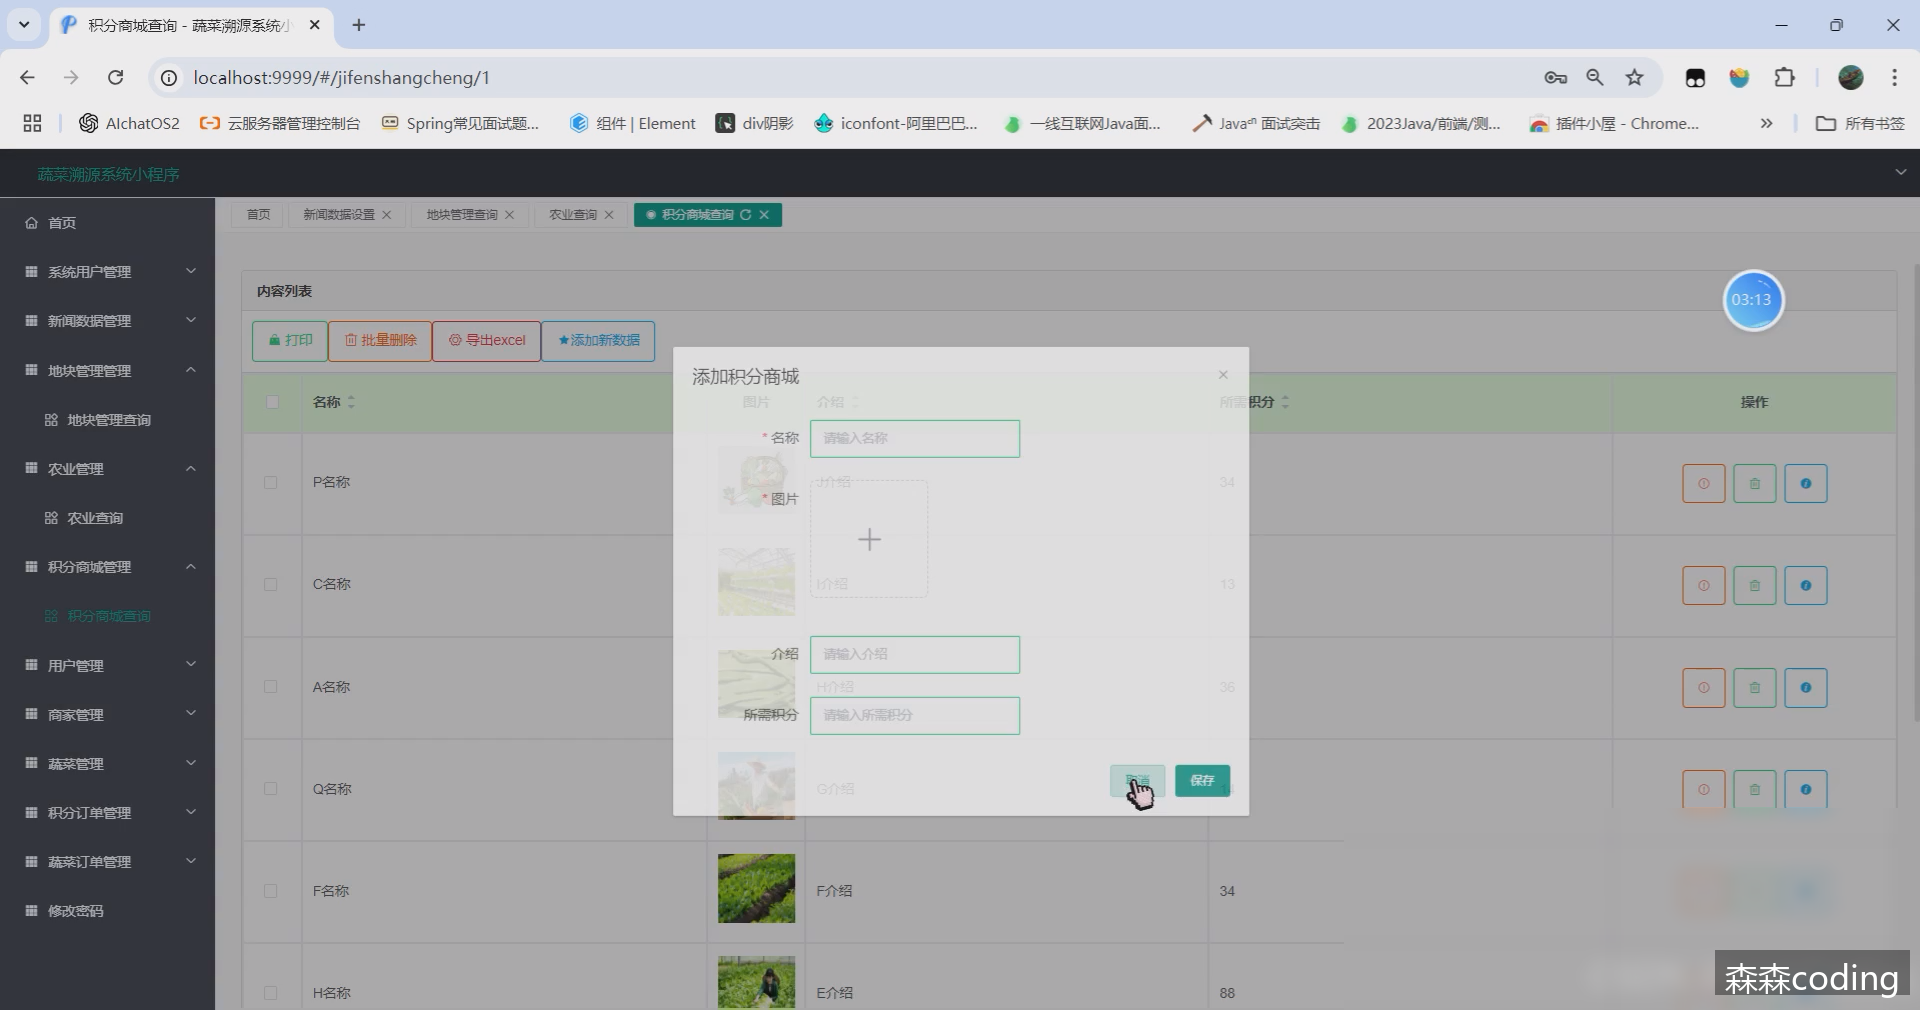 积分商城查询 - 蔬菜溯源系统小
localhost:9999/#/jifenshangcheng/1
AIchatOS2
云服务器管理控制台
Spring常见面试题...
组件 | Element
div阴影
iconfont-阿里巴巴...
一线互联网Java面...
Java 面试突击
2023Java/前端/测...
插件小屋 - Chrome...
所有书签
蔬菜溯源系统小程序
首页
系统用户管理
新闻数据管理
地块管理管理
地块管理查询
农业管理
农业查询
积分商城管理
积分商城查询
用户管理
商家管理
蔬菜管理
积分订单管理
蔬菜订单管理
修改密码
首页
新闻数据设置
地块管理查询
农业查询
积分商城查询
内容列表
03:13
打印
批量删除
导出excel
添加新数据
名称
图片
介绍
所需积分
操作
P名称
J介绍
34
C名称
I介绍
13
A名称
H介绍
36
Q名称
G介绍
14
F名称
F介绍
34
H名称
E介绍
88
添加积分商城
* 名称
请输入名称
* 图片
介绍
请输入介绍
所需积分
请输入所需积分
取消
保存
森森coding